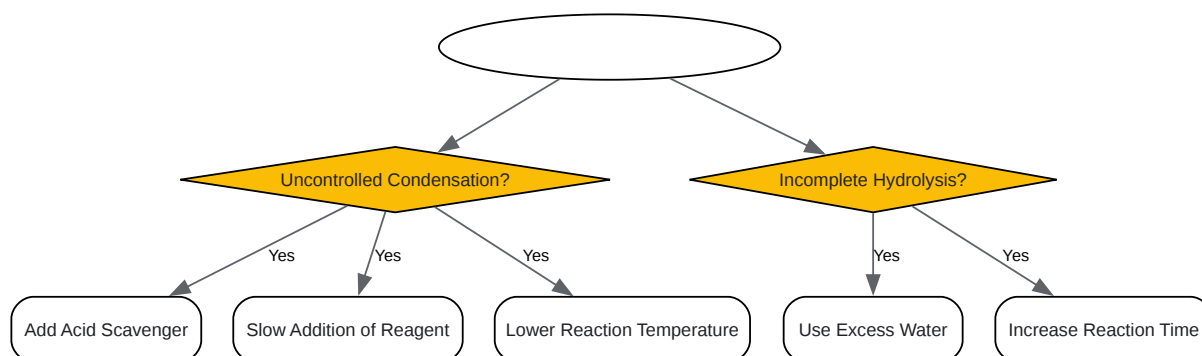 Uncontrolled Condensation?
Incomplete Hydrolysis?
Yes
Yes
Yes
Yes
Yes
Add Acid Scavenger
Slow Addition of Reagent
Lower Reaction Temperature
Use Excess Water
Increase Reaction Time